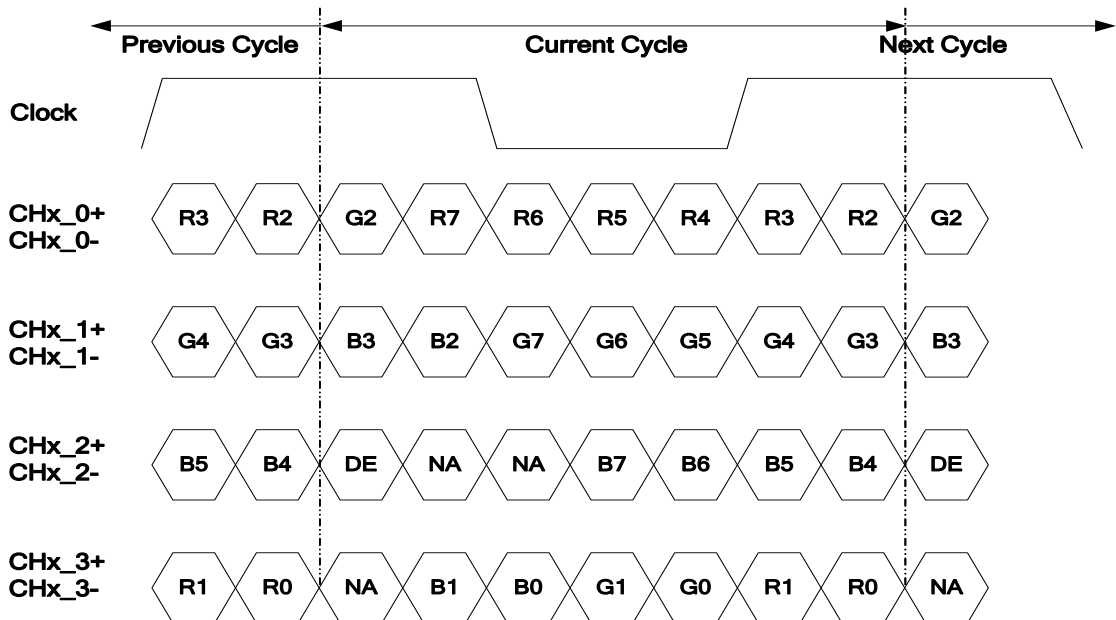 Previous Cycle Current Cycle Next Cycle
Clock
CHx_0+
CHx_0-
R3 R2 G2 R7 R6 R5 R4 R3 R2 G2
CHx_1+
CHx_1-
G4 G3 B3 B2 G7 G6 G5 G4 G3 B3
CHx_2+
CHx_2-
B5 B4 DE NA NA B7 B6 B5 B4 DE
CHx_3+
CHx_3-
R1 R0 NA B1 B0 G1 G0 R1 R0 NA